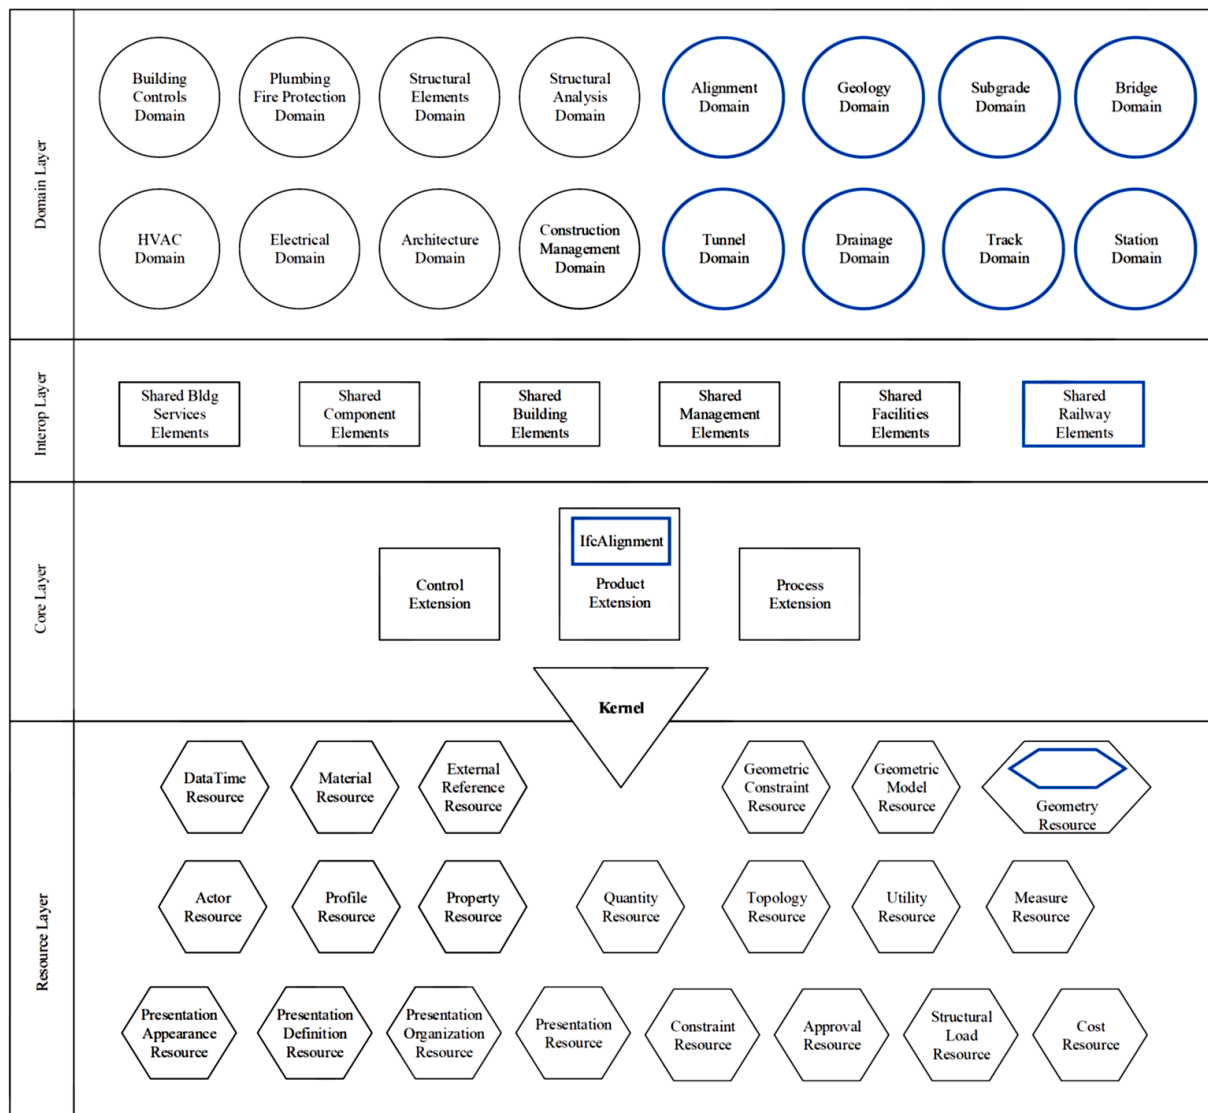 Domain Layer
Building
Controls
Domain
Plumbing
Fire Protection
Domain
Structural
Elements
Domain
Structural
Analysis
Domain
Alignment
Domain
Geology
Domain
Subgrade
Domain
Bridge
Domain
HVAC
Domain
Electrical
Domain
Architecture
Domain
Construction
Management
Domain
Tunnel
Domain
Drainage
Domain
Track
Domain
Station
Domain
Interop Layer
Shared Bldg
Services
Elements
Shared
Component
Elements
Shared
Building
Elements
Shared
Management
Elements
Shared
Facilities
Elements
Shared
Railway
Elements
Core Layer
Control
Extension
IfcAlignment
Product
Extension
Process
Extension
Kernel
Resource Layer
DataTime
Resource
Material
Resource
External
Reference
Resource
Geometric
Constraint
Resource
Geometric
Model
Resource
Geometry
Resource
Actor
Resource
Profile
Resource
Property
Resource
Quantity
Resource
Topology
Resource
Utility
Resource
Measure
Resource
Presentation
Appearance
Resource
Presentation
Definition
Resource
Presentation
Organization
Resource
Presentation
Resource
Constraint
Resource
Approval
Resource
Structural
Load
Resource
Cost
Resource